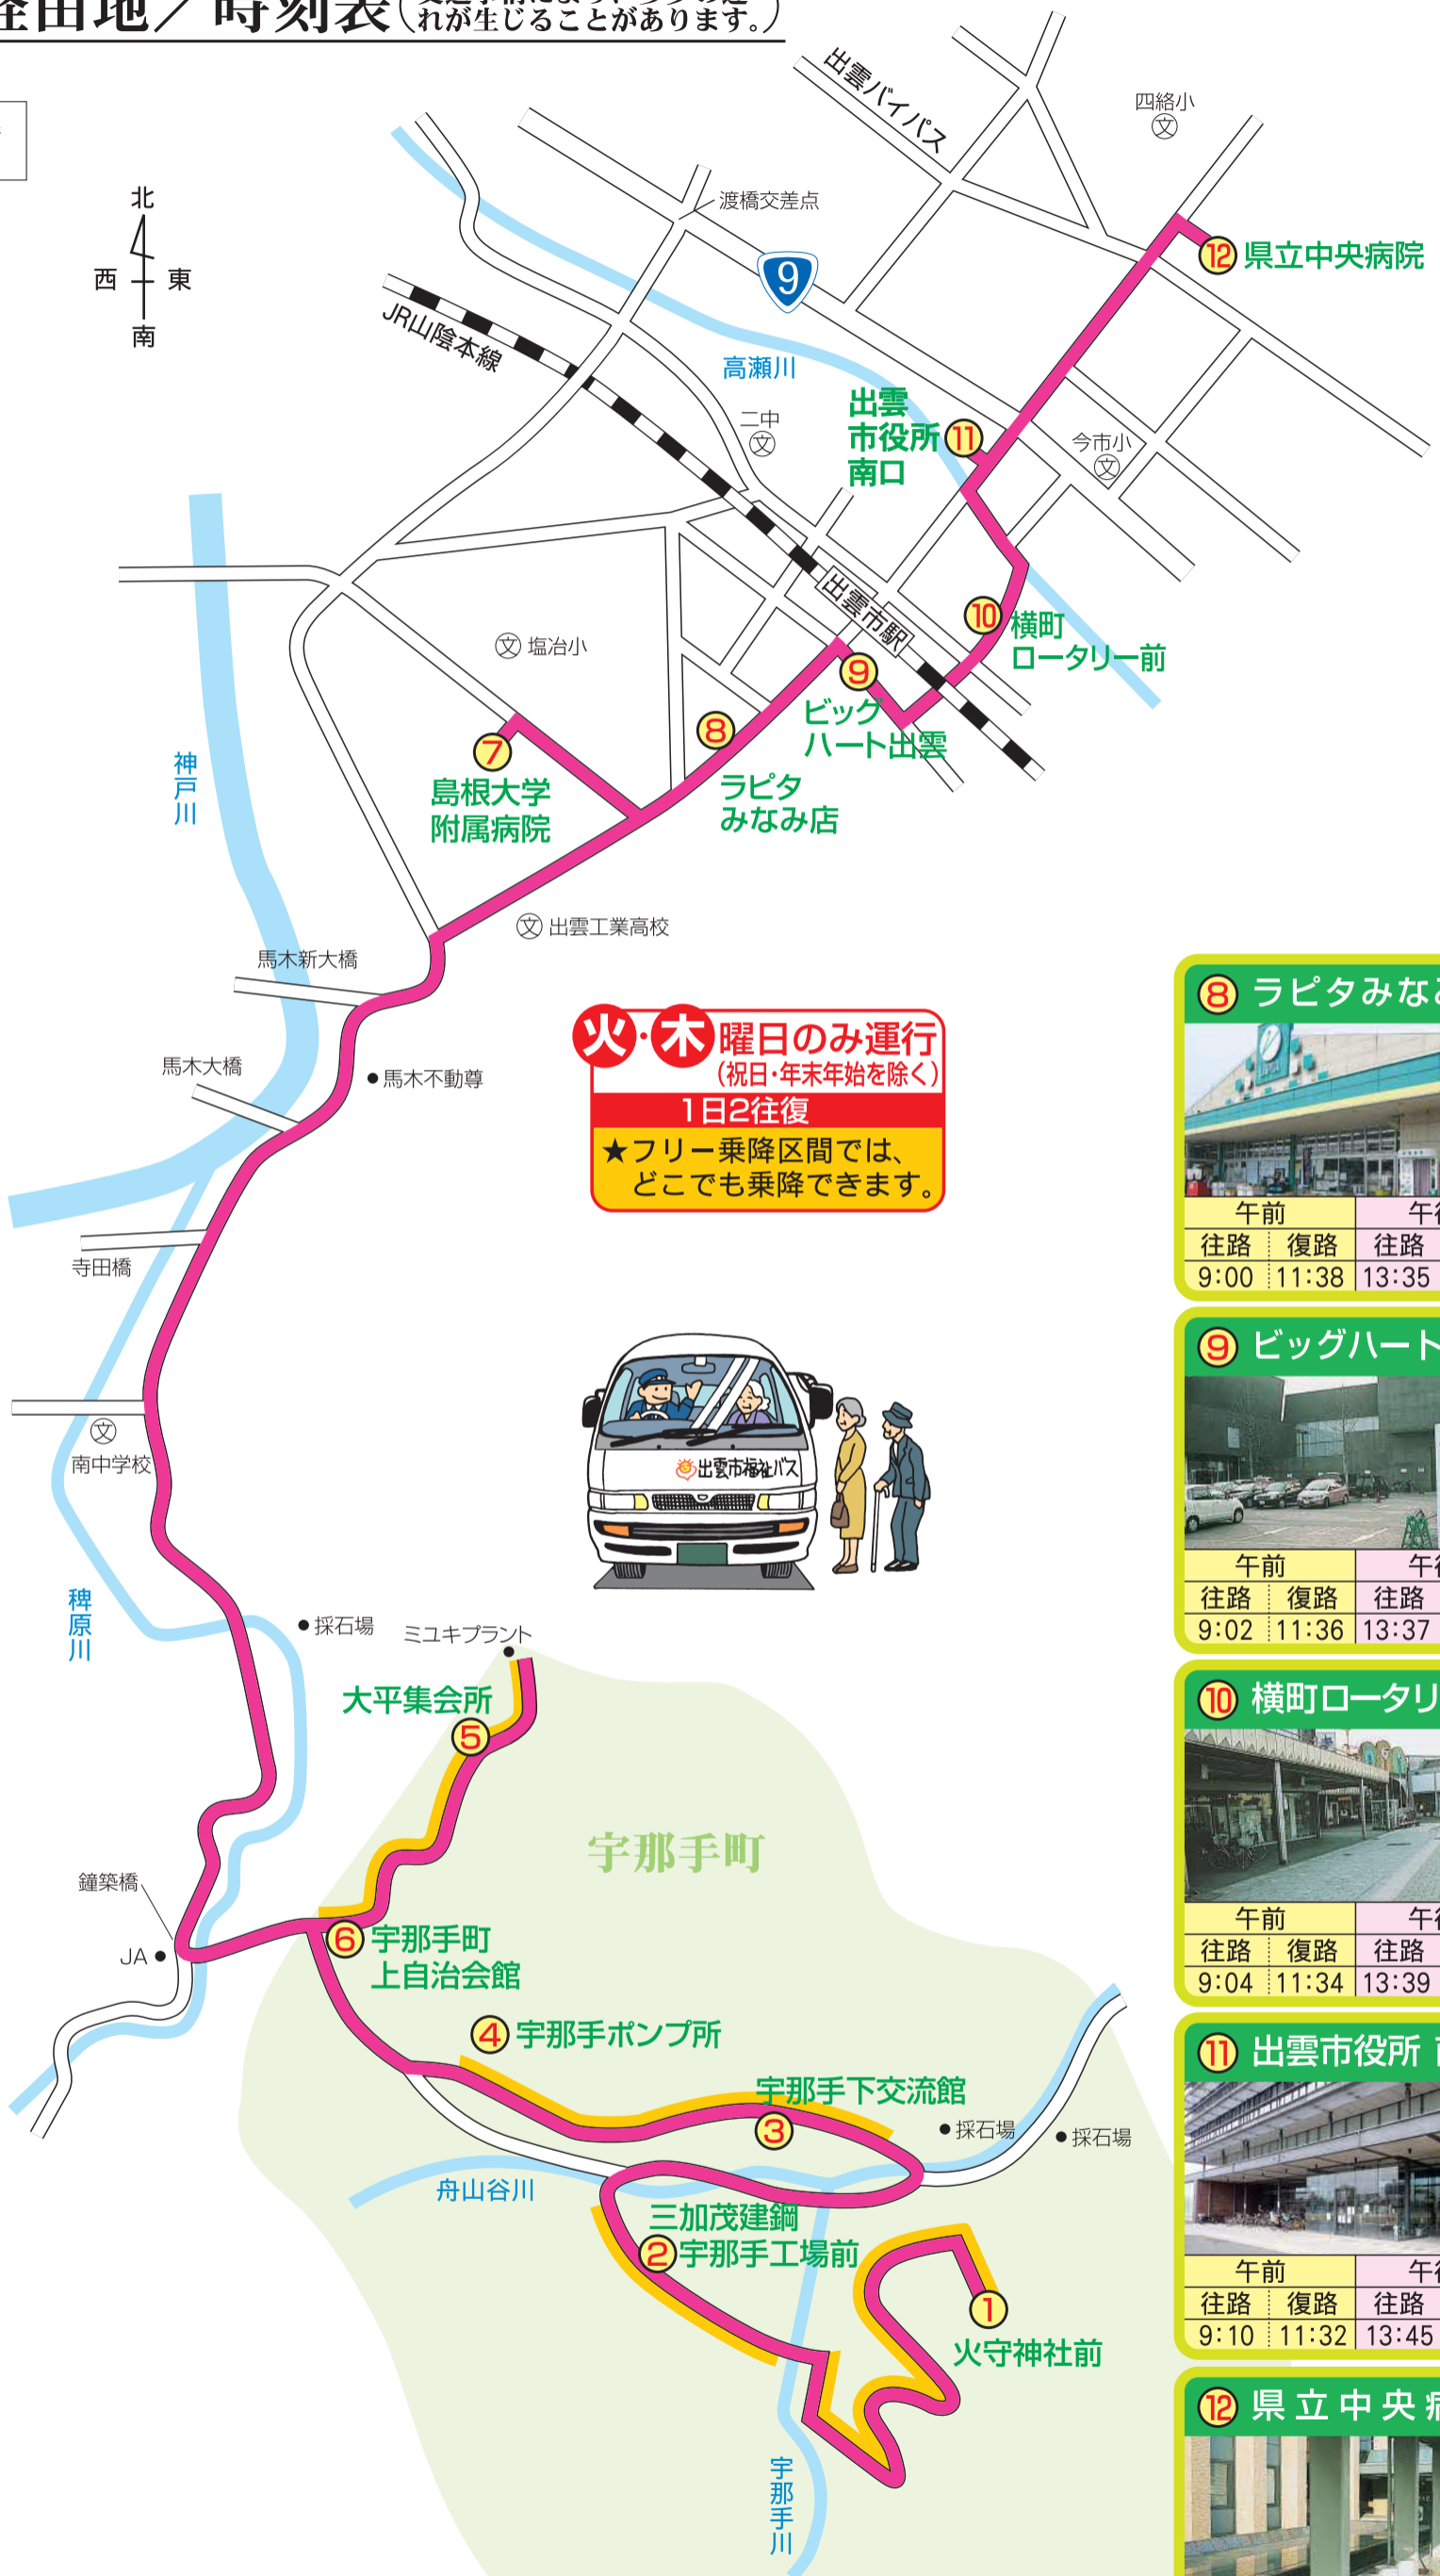 経由地／時刻表
れが生じることがあります。）
北
西 東
南
出雲バイパス
四絡小
文
渡橋交差点
9
⑫ 県立中央病院
JR山陰本線
高瀬川
二中
文
出雲
市役所
南口
⑪
今市小
文
出雲市駅
⑩ 横町
ロータリー前
文 塩冶小
⑨
ビッグ
ハート出雲
⑧
ラピタ
みなみ店
⑦
島根大学
附属病院
神戸川
文 出雲工業高校
馬木新大橋
馬木大橋
馬木不動尊
火・木曜日のみ運行
（祝日・年末年始を除く）
1日2往復
★フリー乗降区間では、
どこでも乗降できます。
寺田橋
文
南中学校
出雲市福祉バス
稗原川
採石場
ミユキプラント
大平集会所
⑤
宇那手町
鐘築橋
JA
⑥ 宇那手町
上自治会館
④ 宇那手ポンプ所
宇那手下交流館
③
採石場
採石場
舟山谷川
三加茂建鋼
② 宇那手工場前
①
火守神社前
宇那手川
⑧ ラピタみな
午前
往路 復路 往路
9:00 11:38 13:35
⑨ ビッグハート
午前
往路 復路 往路
9:02 11:36 13:37
⑩ 横町ロータリ
午前
往路 復路 往路
9:04 11:34 13:39
⑪ 出雲市役所
午前
往路 復路 往路
9:10 11:32 13:45
⑫ 県立中央